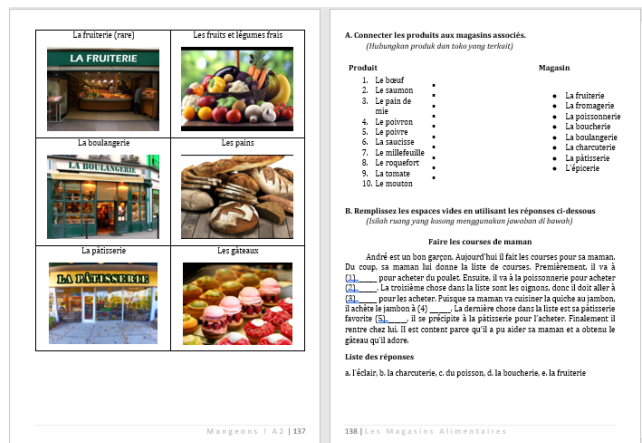 La fruiterie (rare)
Les fruits et légumes frais
LA FRUITERIE
La boulangerie
Les pains
LA BOULANGERIE
La pâtisserie
Les gâteaux
LA PÂTISSERIE
Mangeons ! A2 | 137
A. Connecter les produits aux magasins associés.
(Hubungkan produk dan toko yang terkait)
Produit
Magasin
1. Le bœuf
2. Le saumon
3. Le pain de
mie
4. Le poivron
5. Le poivre
6. La saucisse
7. Le millefeuille
8. Le roquefort
9. La tomate
10. Le mouton
• La fruiterie
• La fromagerie
• La poissonnerie
• La boucherie
• La boulangerie
• La charcuterie
• La pâtisserie
• L'épicerie
B. Remplissez les espaces vides en utilisant les réponses ci-dessous
(Isilah ruang yang kosong menggunakan jawaban di bawah)
Faire les courses de maman
André est un bon garçon. Aujourd'hui il fait les courses pour sa maman.
Du coup, sa maman lui donne la liste de courses. Premièrement, il va à
(1)_____ pour acheter du poulet. Ensuite, il va à la poissonnerie pour acheter
(2)_____. La troisième chose dans la liste sont les oignons, donc il doit aller à
(3)_____ pour les acheter. Puisque sa maman va cuisiner la quiche au jambon,
il achète le jambon à (4) _____. La dernière chose dans la liste est sa pâtisserie
favorite (5)_____, il se précipite à la pâtisserie pour l'acheter. Finalement il
rentre chez lui. Il est content parce qu'il a pu aider sa maman et a obtenu le
gâteau qu'il adore.
Liste des réponses
a. l'éclair, b. la charcuterie, c. du poisson, d. la boucherie, e. la fruiterie
138 | Les Magasins Alimentaires